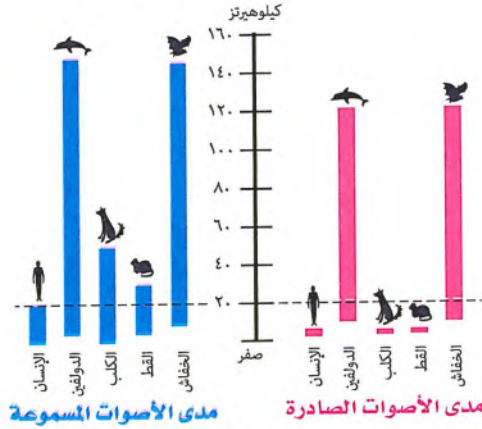 كيلوهيرتز
١٦٠
١٤٠
١٢٠
١٠٠
٨٠
٦٠
٤٠
٢٠
صفر
الإنسان
الدولفين
الكلب
القط
الخفاش
مدى الأصوات الصادرة
الإنسان
الدولفين
الكلب
القط
الخفاش
مدى الأصوات المسموعة